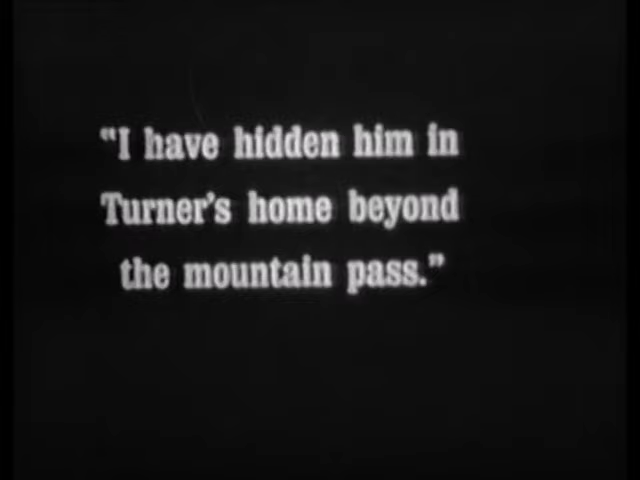 "I have hidden him in
Turner's home beyond
the mountain pass."